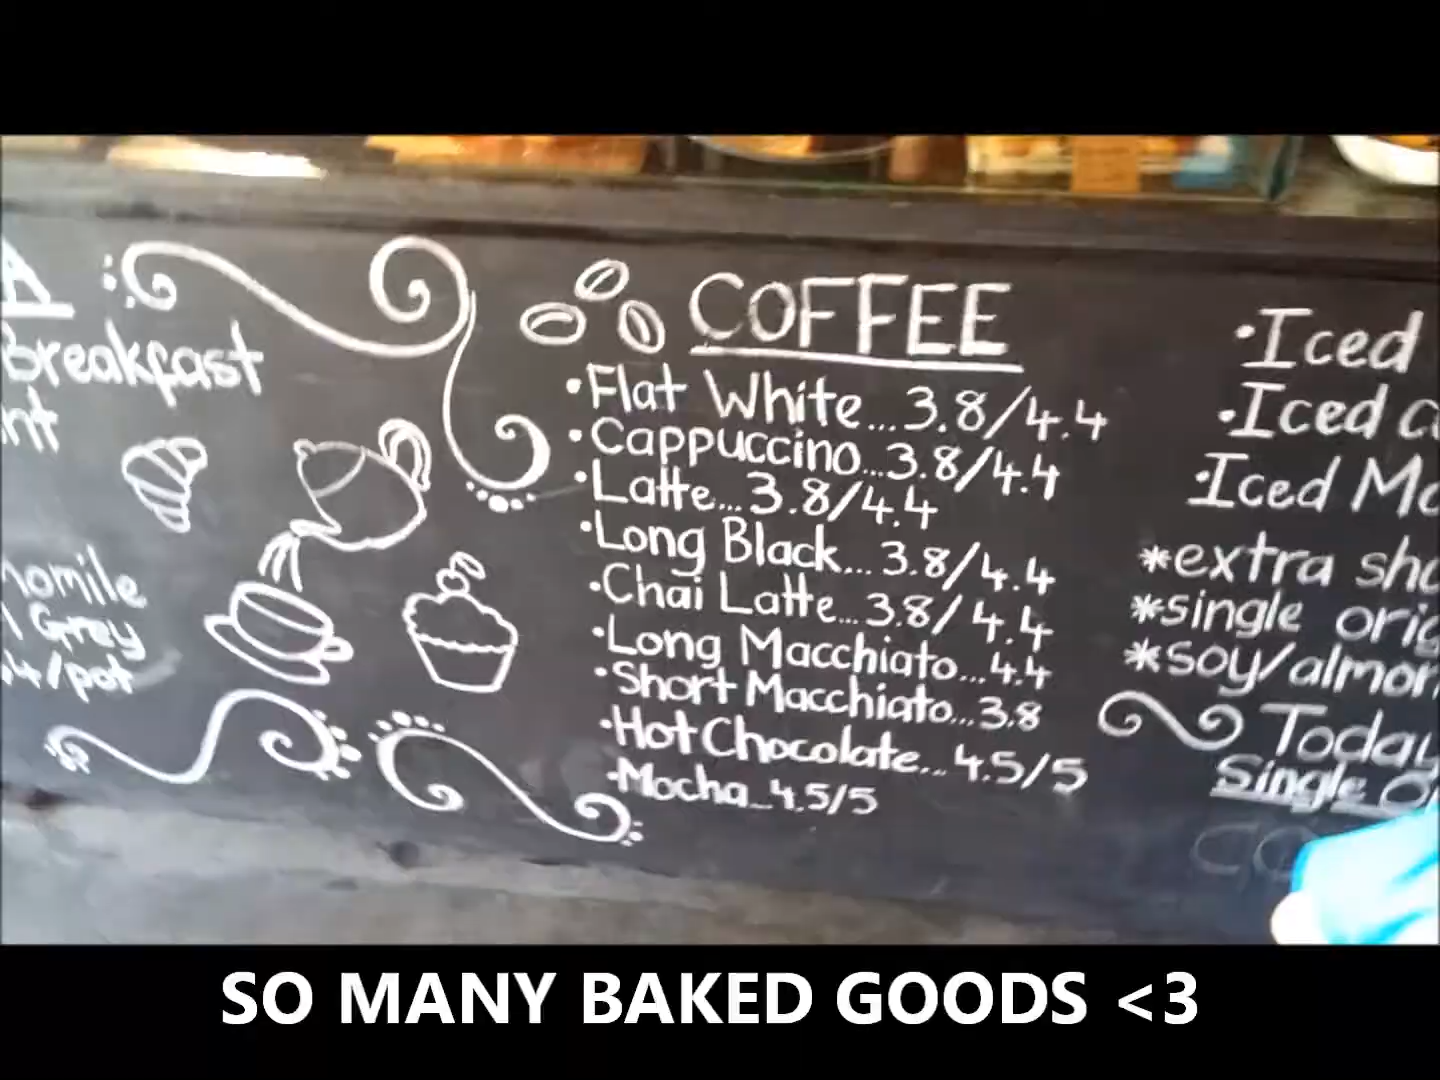 Breakfast
Grey
/pot
COFFEE
•Flat White...3.8/4.4
•Cappuccino...3.8/4.4
•Latte...3.8/4.4
•Long Black...3.8/4.4
•Chai Latte...3.8/4.4
•Long Macchiato...4.4
•Short Macchiato...3.8
•Hot Chocolate...4.5/5
•Mocha...4.5/5
•Iced
•Iced
•Iced
*extra
*single
*soy/
Today
Single
SO MANY BAKED GOODS <3